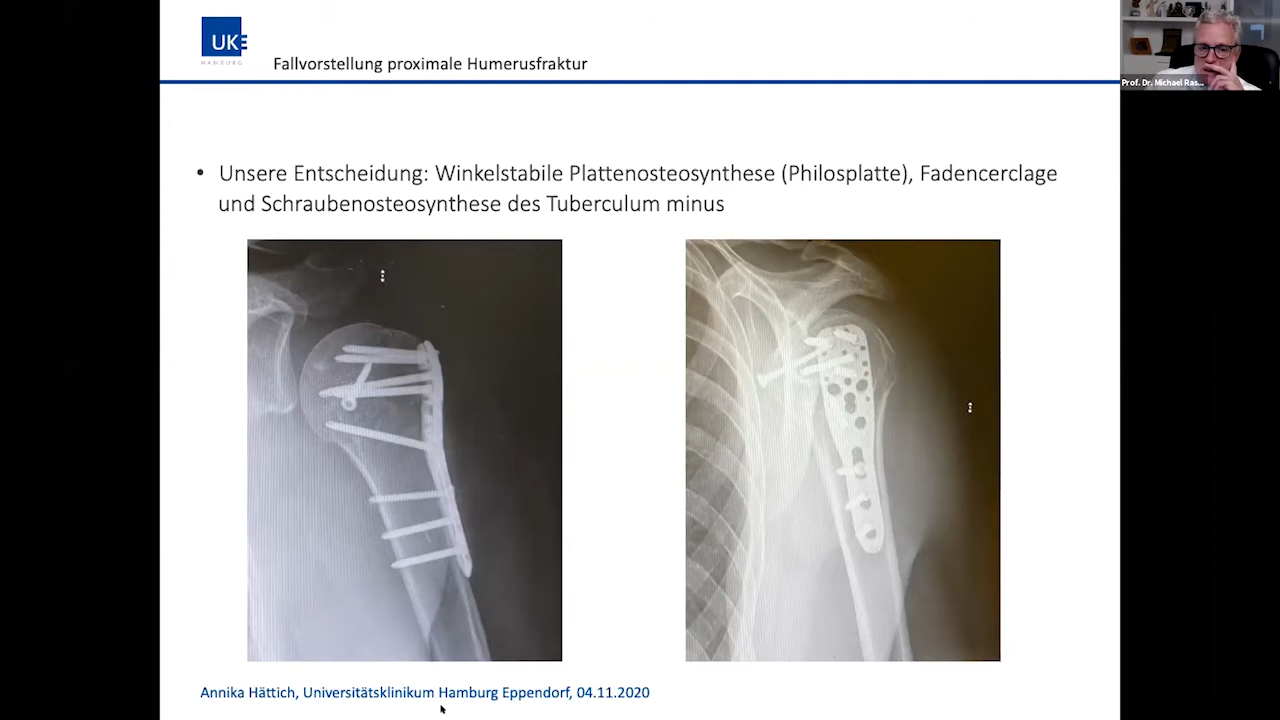 UKE
HAMBURG
Fallvorstellung proximale Humerusfraktur
Prof. Dr. Michael Ras...
• Unsere Entscheidung: Winkelstabile Plattenosteosynthese (Philosplatte), Fadencerclage
und Schraubenosteosynthese des Tuberculum minus
Annika Hättich, Universitätsklinikum Hamburg Eppendorf, 04.11.2020